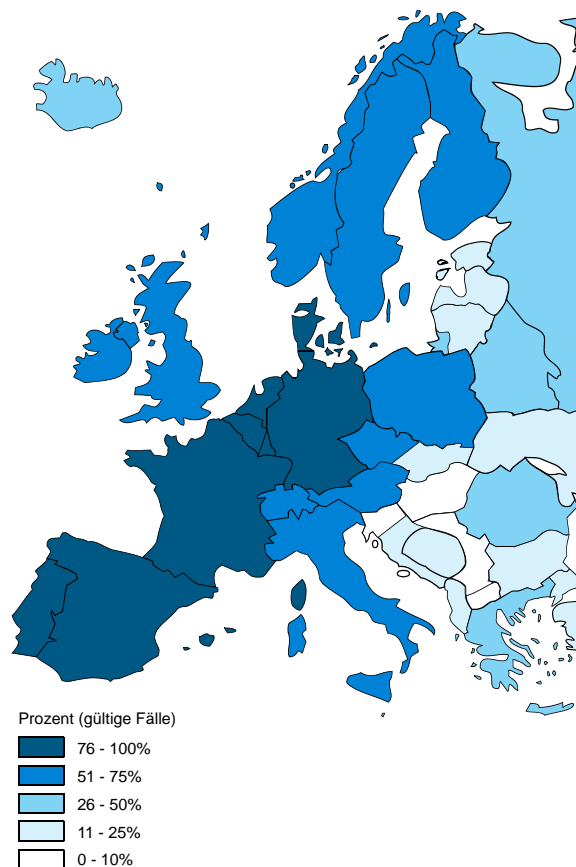 Prozent (gültige Fälle)
76 - 100%
51 - 75%
26 - 50%
11 - 25%
0 - 10%